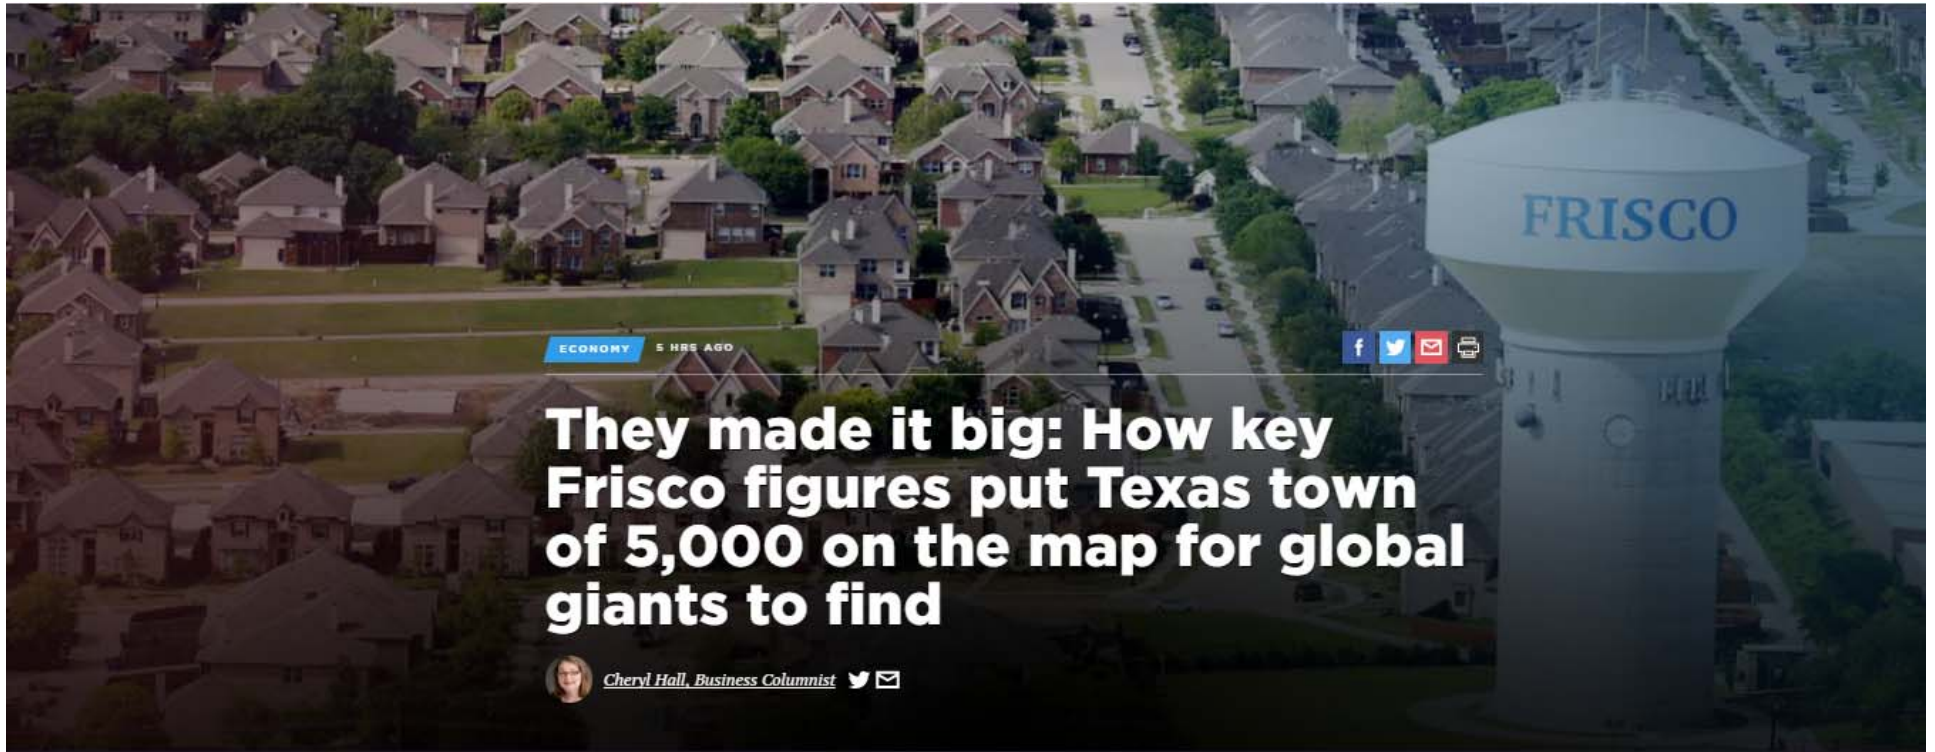 FRISCO
ECONOMY 5 HRS AGO
They made it big: How key
Frisco figures put Texas town
of 5,000 on the map for global
giants to find
Cheryl Hall, Business Columnist